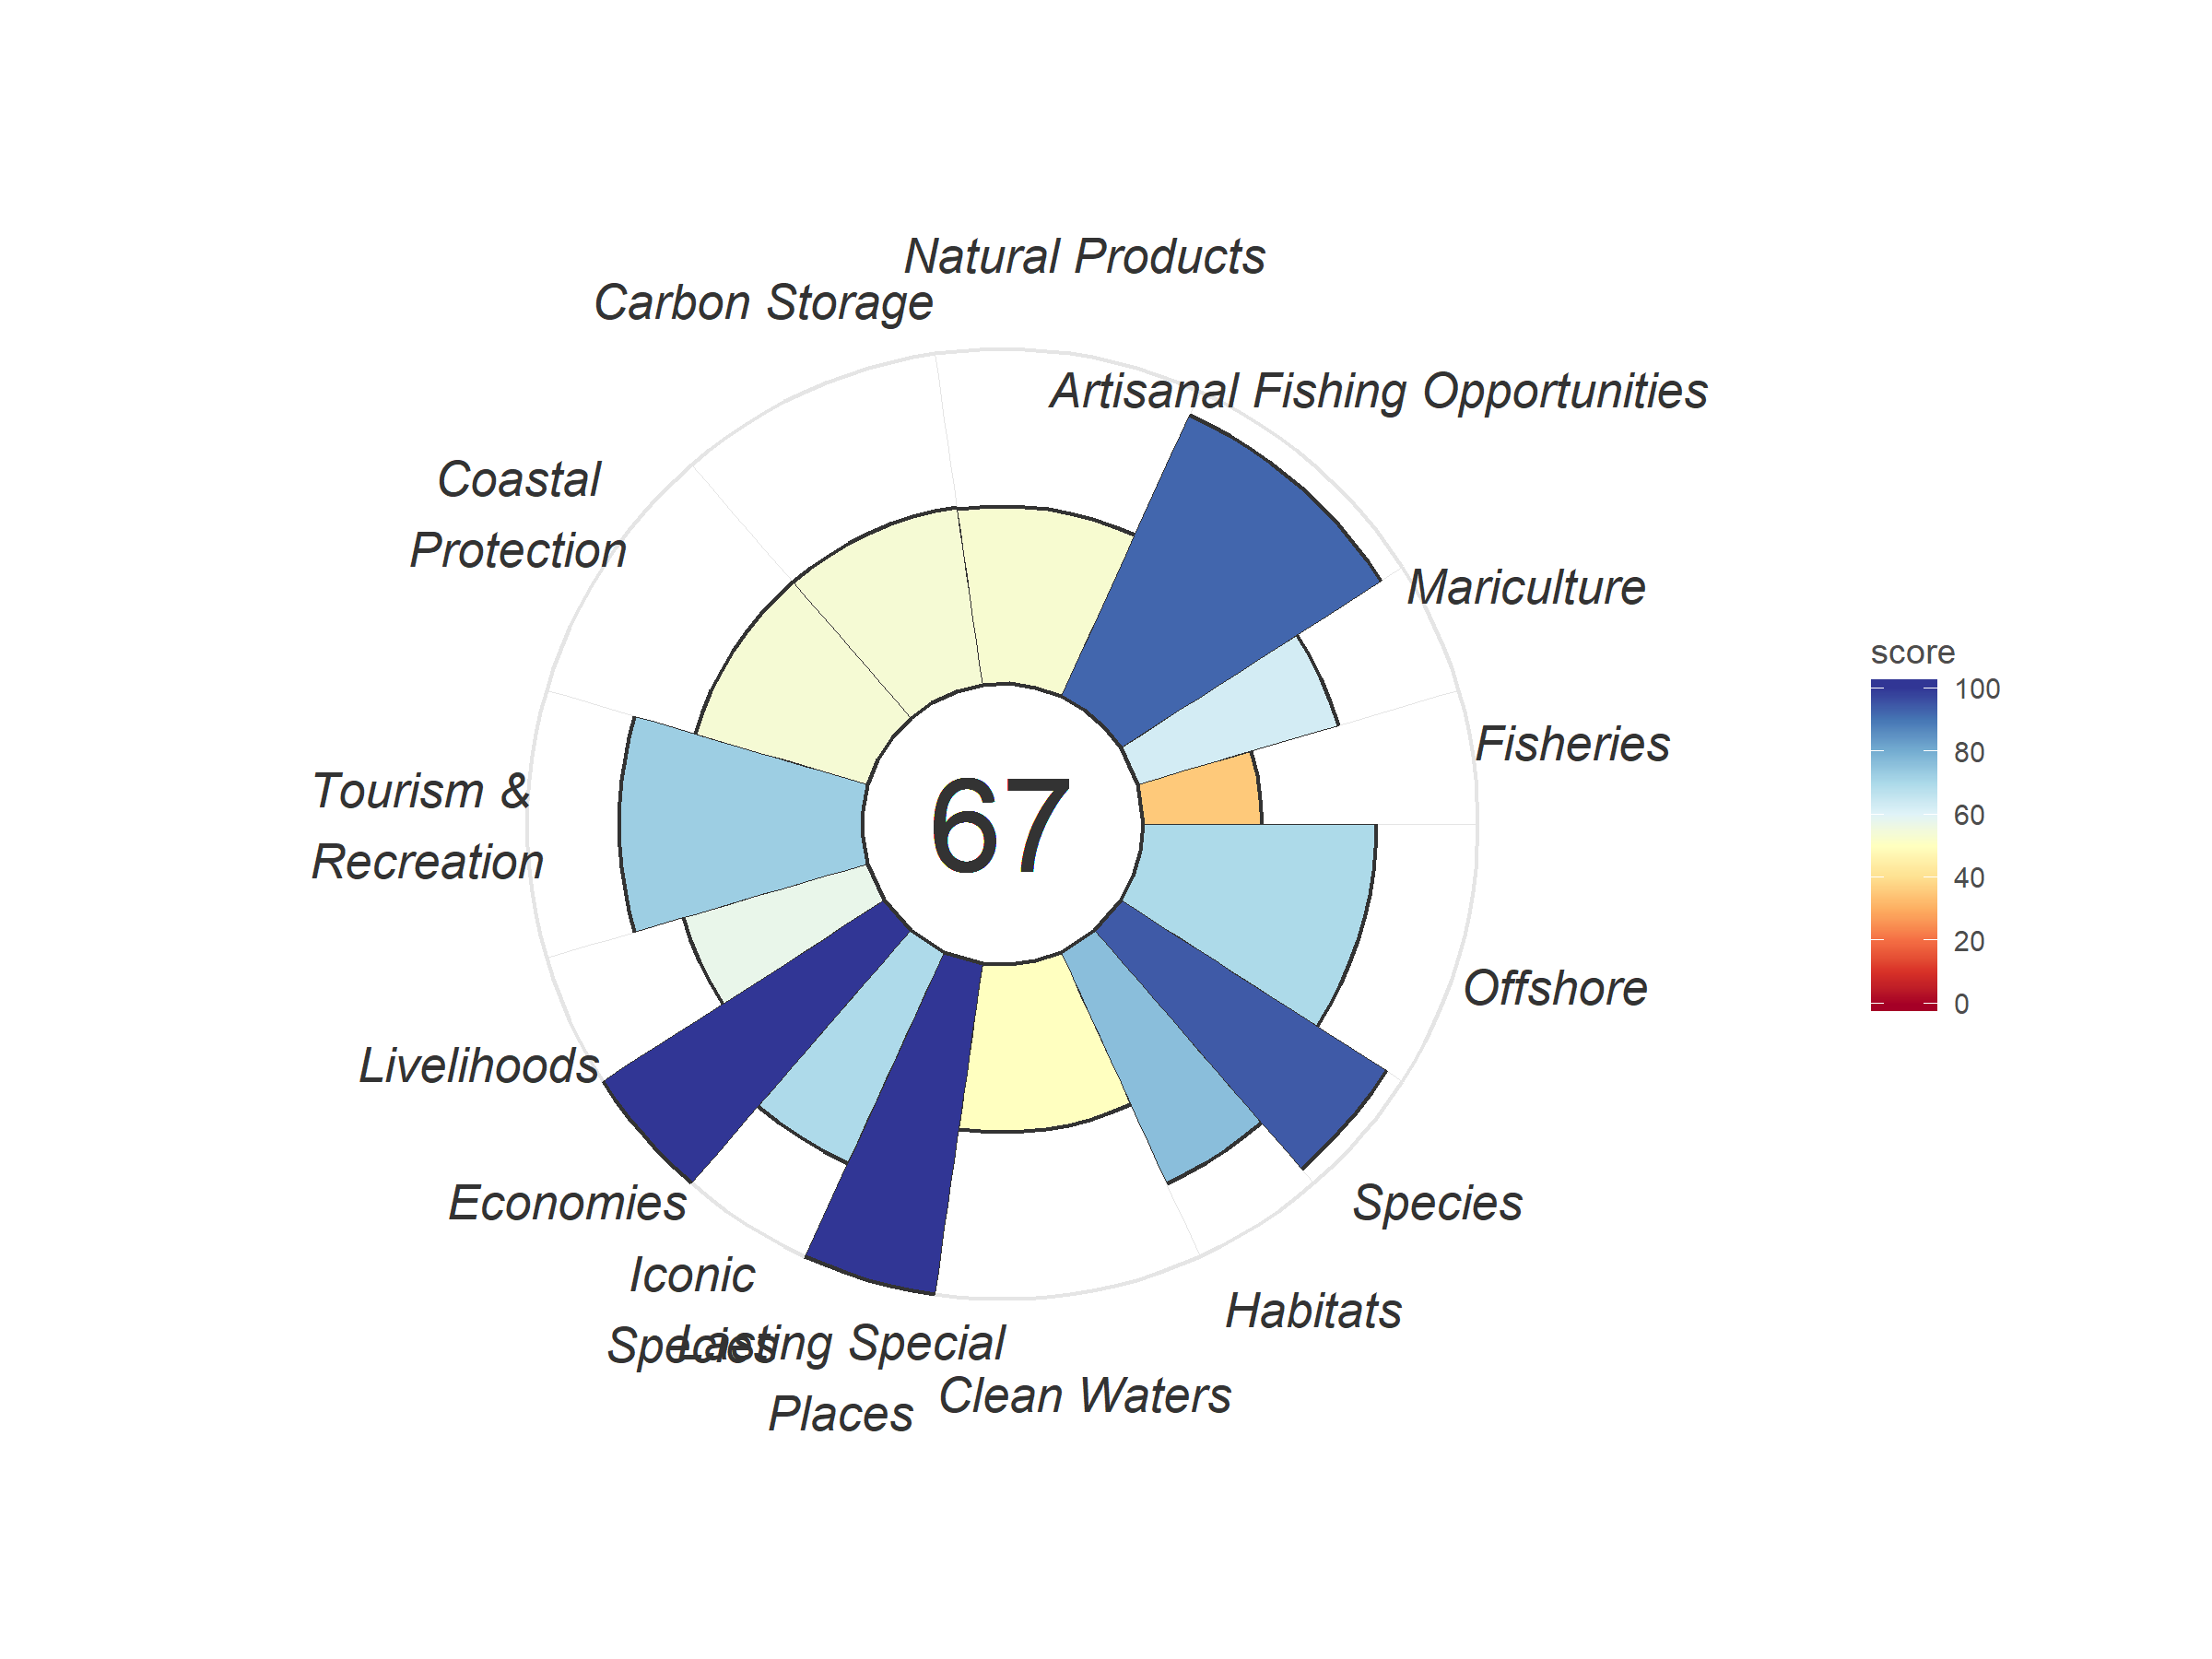 Natural Products
Carbon Storage
Artisanal Fishing Opportunities
Coastal
Protection
Mariculture
Fisheries
Tourism &
Recreation
67
Offshore
Livelihoods
Economies
Species
Iconic
Species
Habitats
Lasting Special
Places
Clean Waters
score
100
80
60
40
20
0